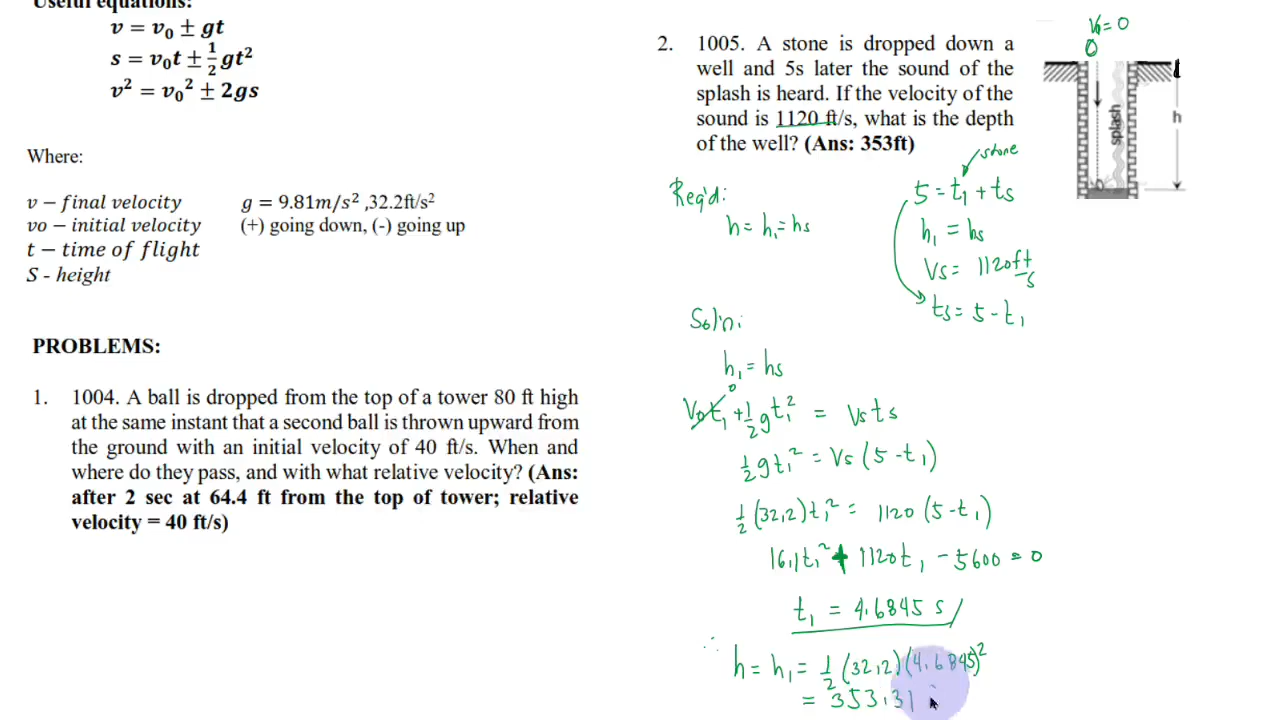 Useful equations:
v = v₀ ± gt
s = v₀t ± 1/2 gt²
v² = v₀² ± 2gs
Where:
v − final velocity g = 9.81m/s² ,32.2ft/s²
vo − initial velocity (+) going down, (-) going up
t − time of flight
S - height
PROBLEMS:
1. 1004. A ball is dropped from the top of a tower 80 ft high
at the same instant that a second ball is thrown upward from
the ground with an initial velocity of 40 ft/s. When and
where do they pass, and with what relative velocity? (Ans:
after 2 sec at 64.4 ft from the top of tower; relative
velocity = 40 ft/s)
2. 1005. A stone is dropped down a
well and 5s later the sound of the
splash is heard. If the velocity of the
sound is 1120 ft/s, what is the depth
of the well? (Ans: 353ft)
V₀ = 0
splash
h
stone
Req'd:
h = h₁ = hs
5 = t₁ + ts
h₁ = hs
Vs = 1120 ft/s
ts = 5 - t₁
Sol'n:
h₁ = hs
V₀t₁ + 1/2 gt₁² = Vsts
0
1/2 gt₁² = Vs (5 - t₁)
1/2 (32.2) t₁² = 1120 (5 - t₁)
16.1t₁² + 1120t₁ - 5600 = 0
t₁ = 4.6845 s
∴ h = h₁ = 1/2 (32.2)(4.6845)²
= 353.31